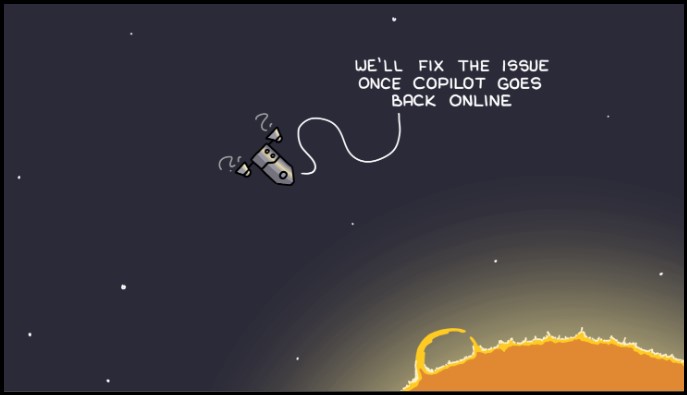 WE'LL FIX THE ISSUE
ONCE COPILOT GOES
BACK ONLINE
?
?